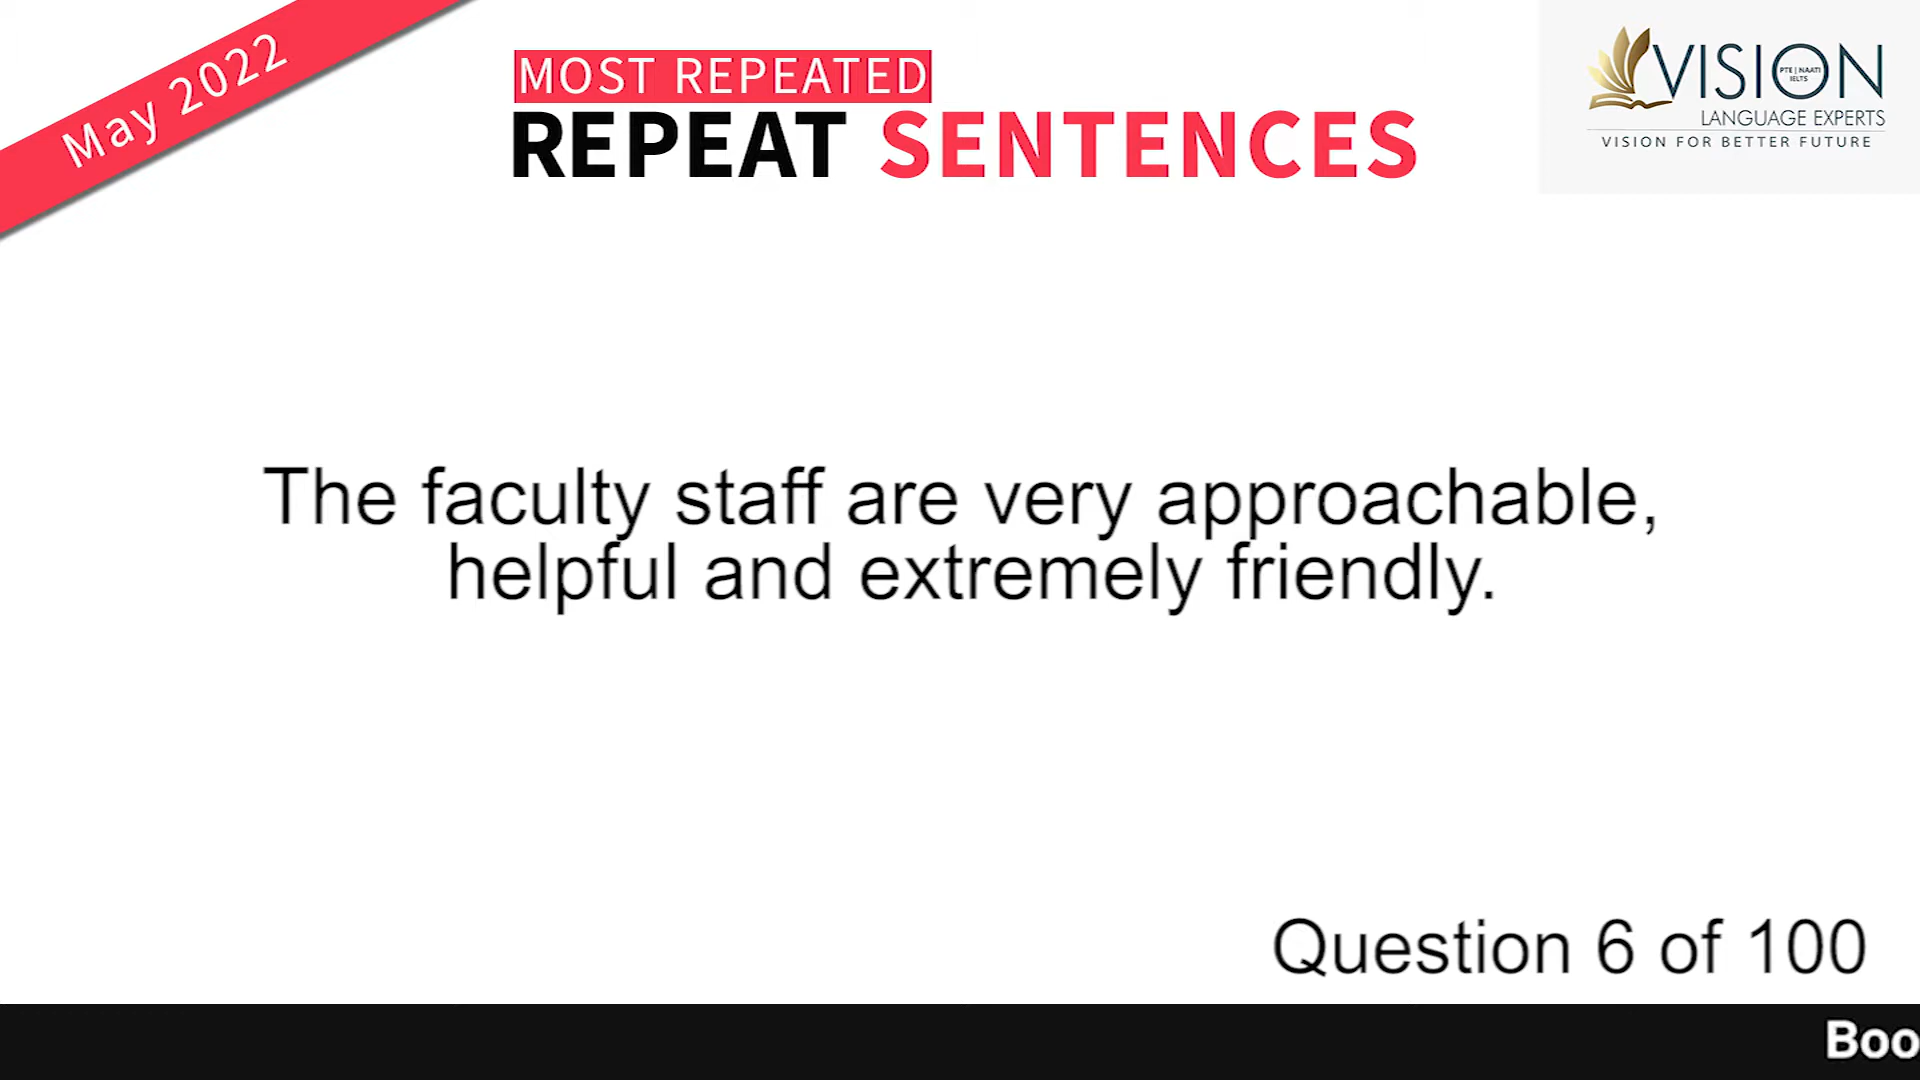 May 2022
MOST REPEATED
REPEAT SENTENCES
VISION
PTE | NAATI
IELTS
LANGUAGE EXPERTS
VISION FOR BETTER FUTURE
The faculty staff are very approachable,
helpful and extremely friendly.
Question 6 of 100
Boo